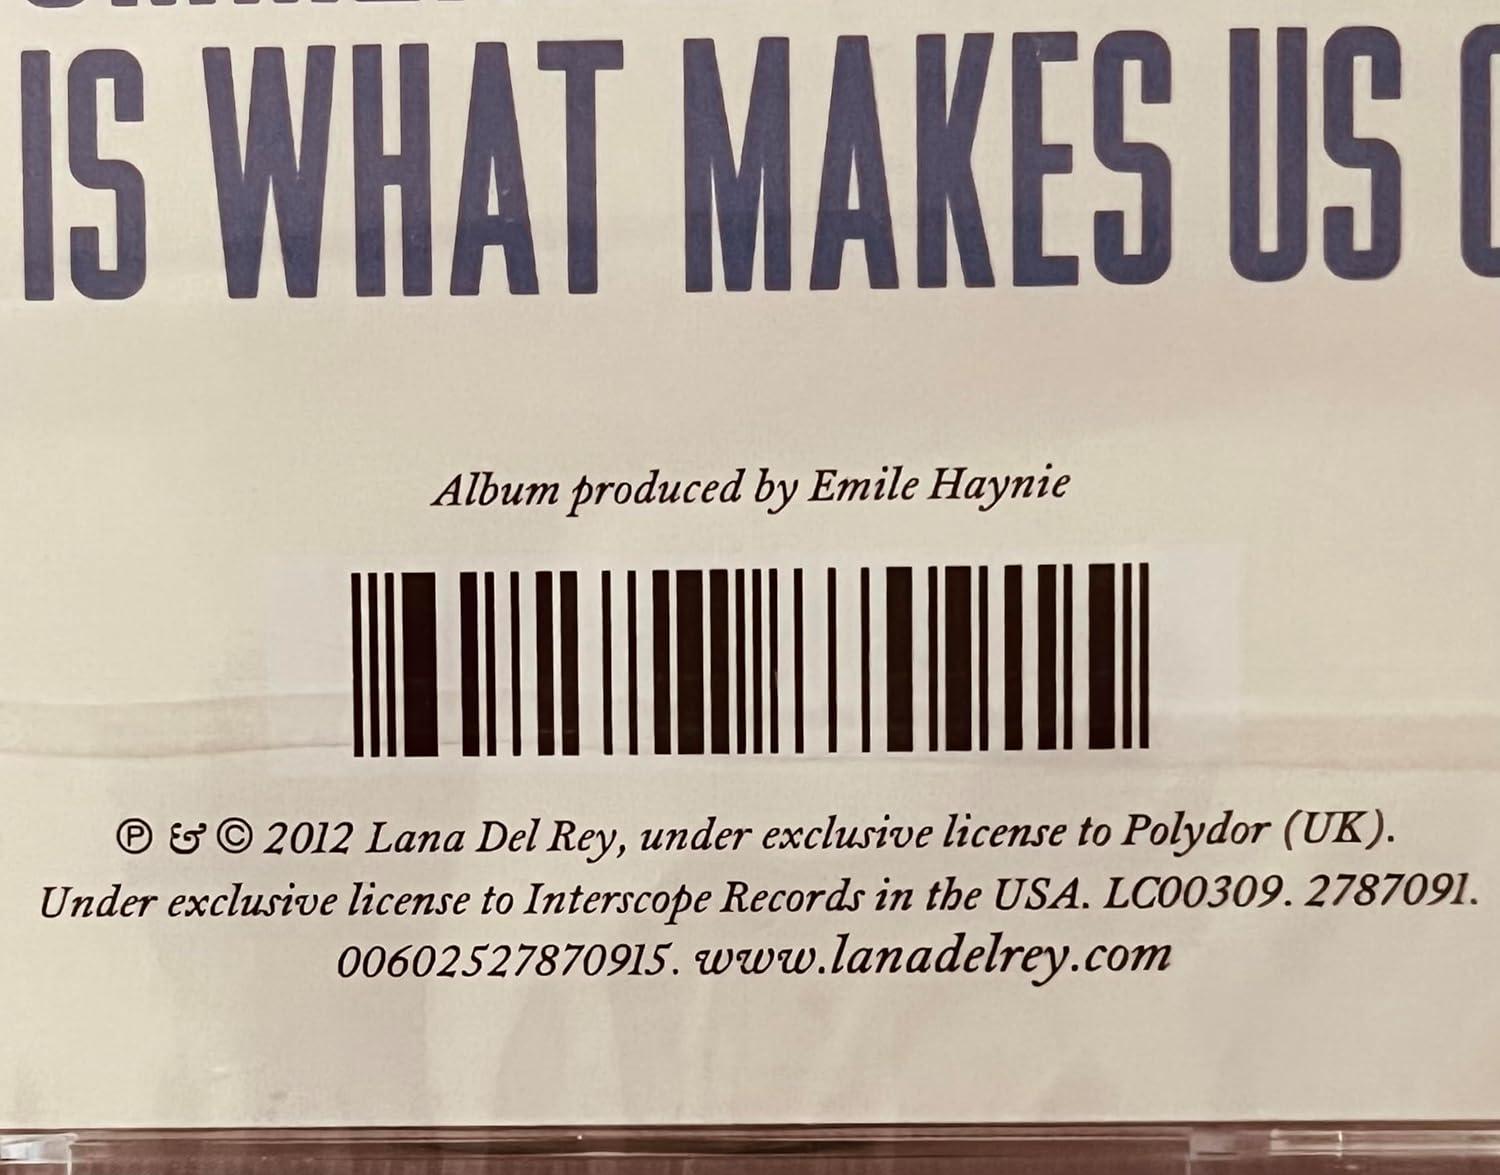 IS WHAT MAKES US
Album produced by Emile Haynie
℗ & © 2012 Lana Del Rey, under exclusive license to Polydor (UK).
Under exclusive license to Interscope Records in the USA. LC00309. 2787091.
00602527870915. www.lanadelrey.com